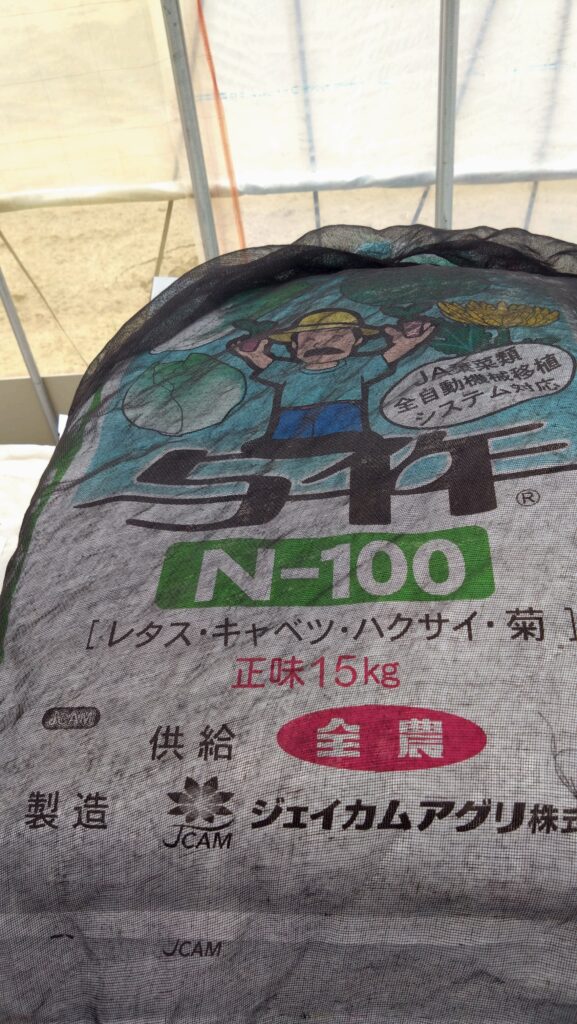 JA葉菜類
全自動機械移植
システム対応
与作®
N-100
[レタス・キャベツ・ハクサイ・菊]
正味15kg
JCAM
供給 全農
製造 JCAM ジェイカムアグリ株式
JCAM